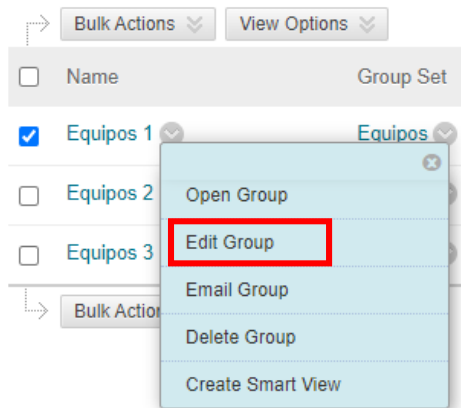 Bulk Actions View Options
Name Group Set
Equipos 1 Equipos
Equipos 2
Equipos 3
Open Group
Edit Group
Email Group
Delete Group
Create Smart View
Bulk Action